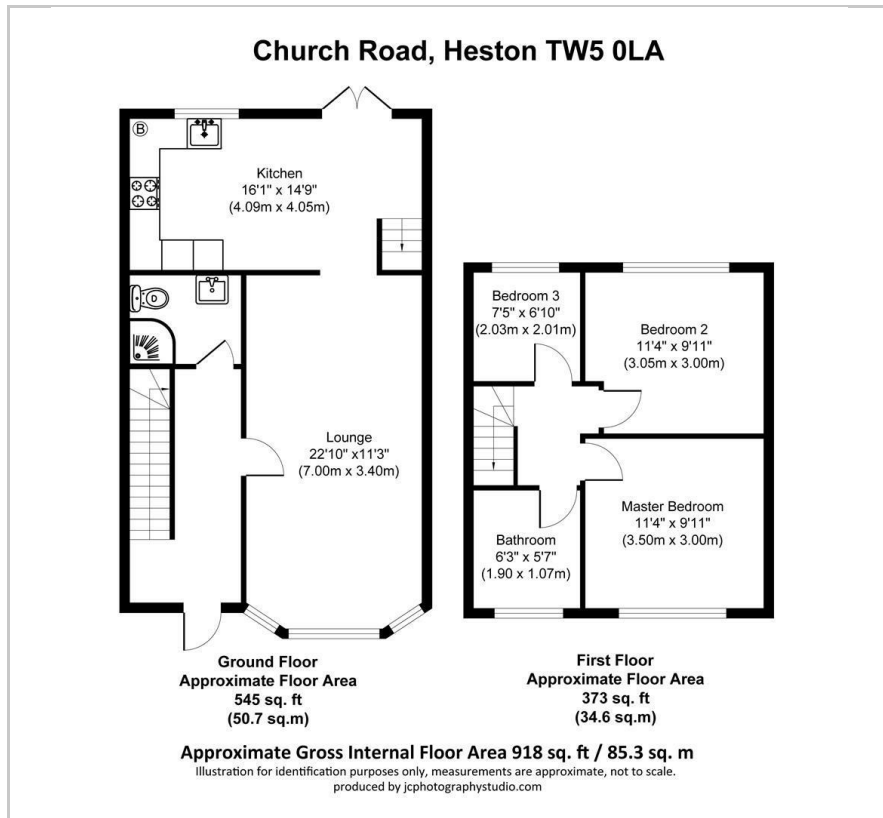 Church Road, Heston TW5 0LA
B
Kitchen
16'1" x 14'9"
(4.09m x 4.05m)
Lounge
22'10" x11'3"
(7.00m x 3.40m)
Bedroom 3
7'5" x 6'10"
(2.03m x 2.01m)
Bedroom 2
11'4" x 9'11"
(3.05m x 3.00m)
Master Bedroom
11'4" x 9'11"
(3.50m x 3.00m)
Bathroom
6'3" x 5'7"
(1.90 x 1.07m)
Ground Floor
Approximate Floor Area
545 sq. ft
(50.7 sq.m)
First Floor
Approximate Floor Area
373 sq. ft
(34.6 sq.m)
Approximate Gross Internal Floor Area 918 sq. ft / 85.3 sq. m
Illustration for identification purposes only, measurements are approximate, not to scale.
produced by jcphotographystudio.com